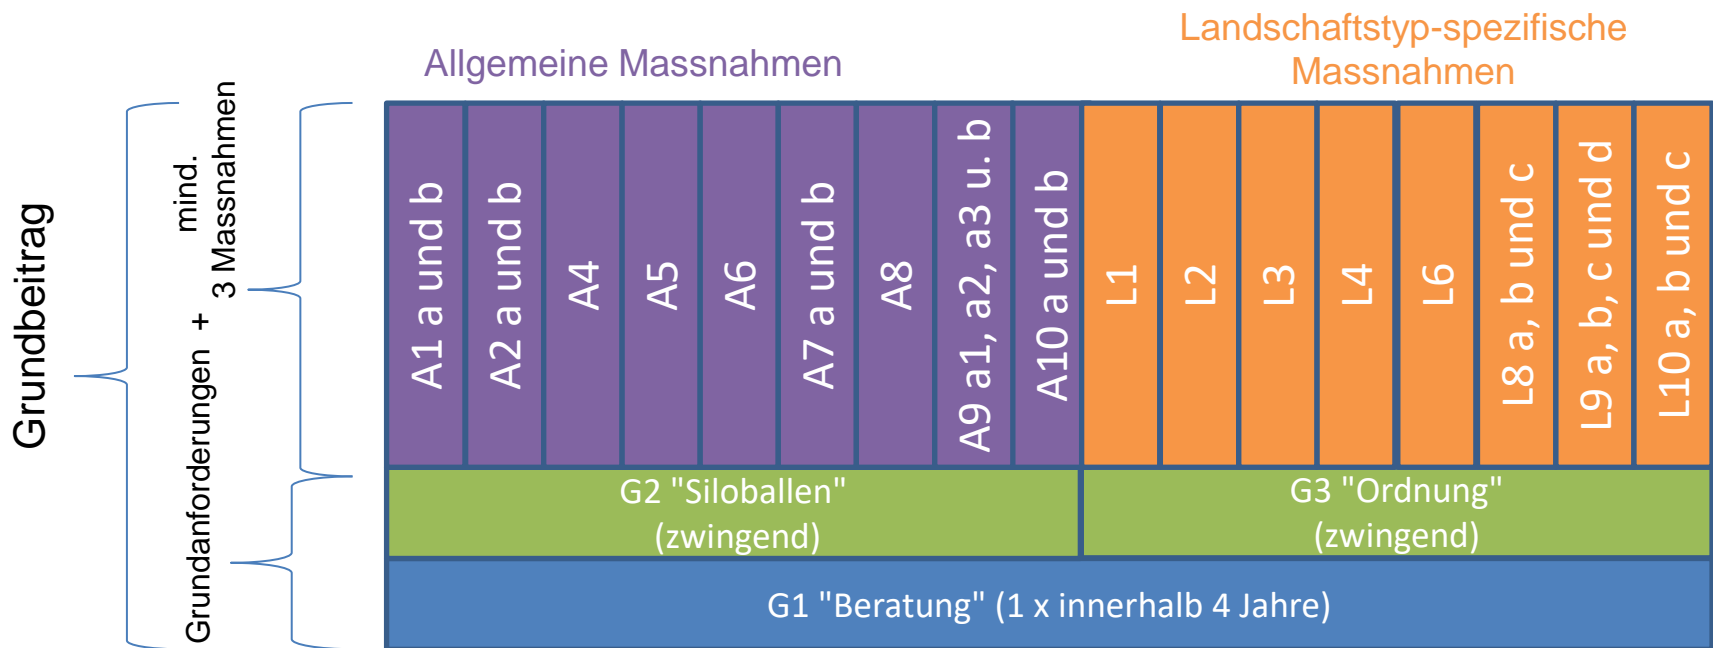 Allgemeine Massnahmen
Landschaftstyp-spezifische
Massnahmen
Grundbeitrag
Grundanforderungen + mind.
3 Massnahmen
A1 a und b
A2 a und b
A4
A5
A6
A7 a und b
A8
A9 a1, a2, a3 u. b
A10 a und b
L1
L2
L3
L4
L6
L8 a, b und c
L9 a, b, c und d
L10 a, b und c
G2 "Siloballen"
(zwingend)
G3 "Ordnung"
(zwingend)
G1 "Beratung" (1 x innerhalb 4 Jahre)